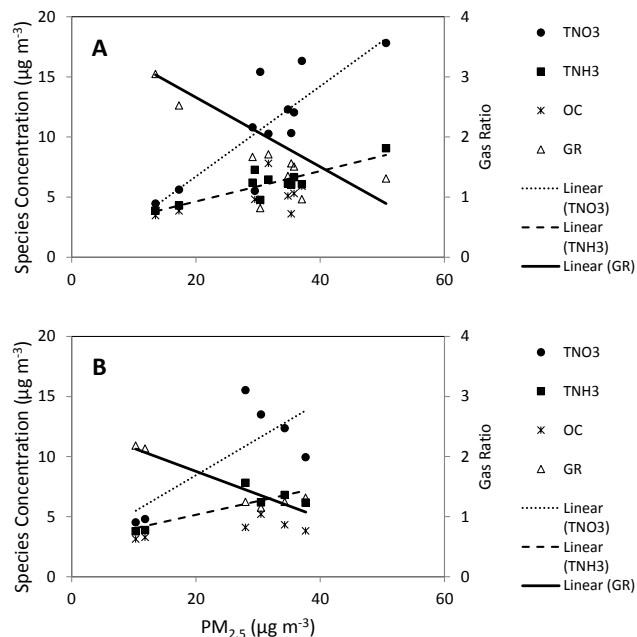 20
15
10
5
0
Species Concentration (µg m⁻³)
A
4
3
2
1
0
Gas Ratio
0 20 40 60
TNO3
TNH3
OC
GR
Linear
(TNO3)
Linear
(TNH3)
Linear (GR)
20
15
10
5
0
Species Concentration (µg m⁻³)
B
4
3
2
1
0
Gas Ratio
0 20 40 60
PM₂.₅ (µg m⁻³)
TNO3
TNH3
OC
GR
Linear
(TNO3)
Linear
(TNH3)
Linear (GR)